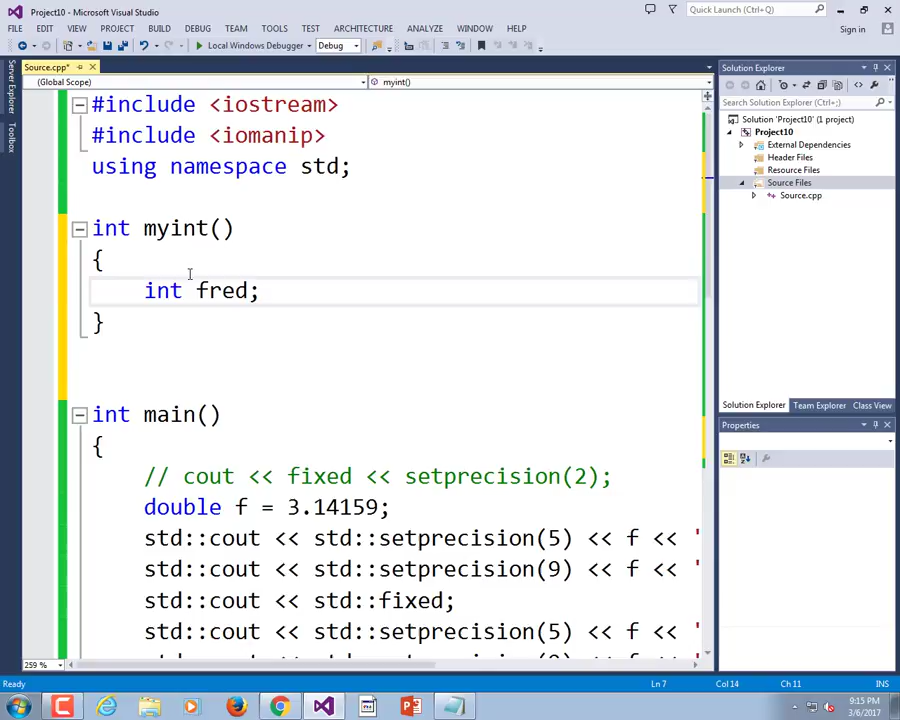 Project10 - Microsoft Visual Studio
Quick Launch (Ctrl+;)
FILE EDIT VIEW PROJECT BUILD DEBUG TEAM TOOLS TEST ARCHITECTURE ANALYZE WINDOW HELP
Sign in
Local Windows Debugger Debug
Source.cpp*
(Global Scope) myint()
Server Explorer
Toolbox
#include <iostream>
#include <iomanip>
using namespace std;
int myint()
{
int fred;
}
int main()
{
// cout << fixed << setprecision(2);
double f = 3.14159;
std::cout << std::setprecision(5) << f << '
std::cout << std::setprecision(9) << f << '
std::cout << std::fixed;
std::cout << std::setprecision(5) << f << '
259 %
Solution Explorer
Search Solution Explorer (Ctrl+;)
Solution 'Project10' (1 project)
Project10
External Dependencies
Header Files
Resource Files
Source Files
Source.cpp
Solution Explorer Team Explorer Class View
Properties
Ready Ln 7 Col 14 Ch 11 INS
9:15 PM
3/6/2017